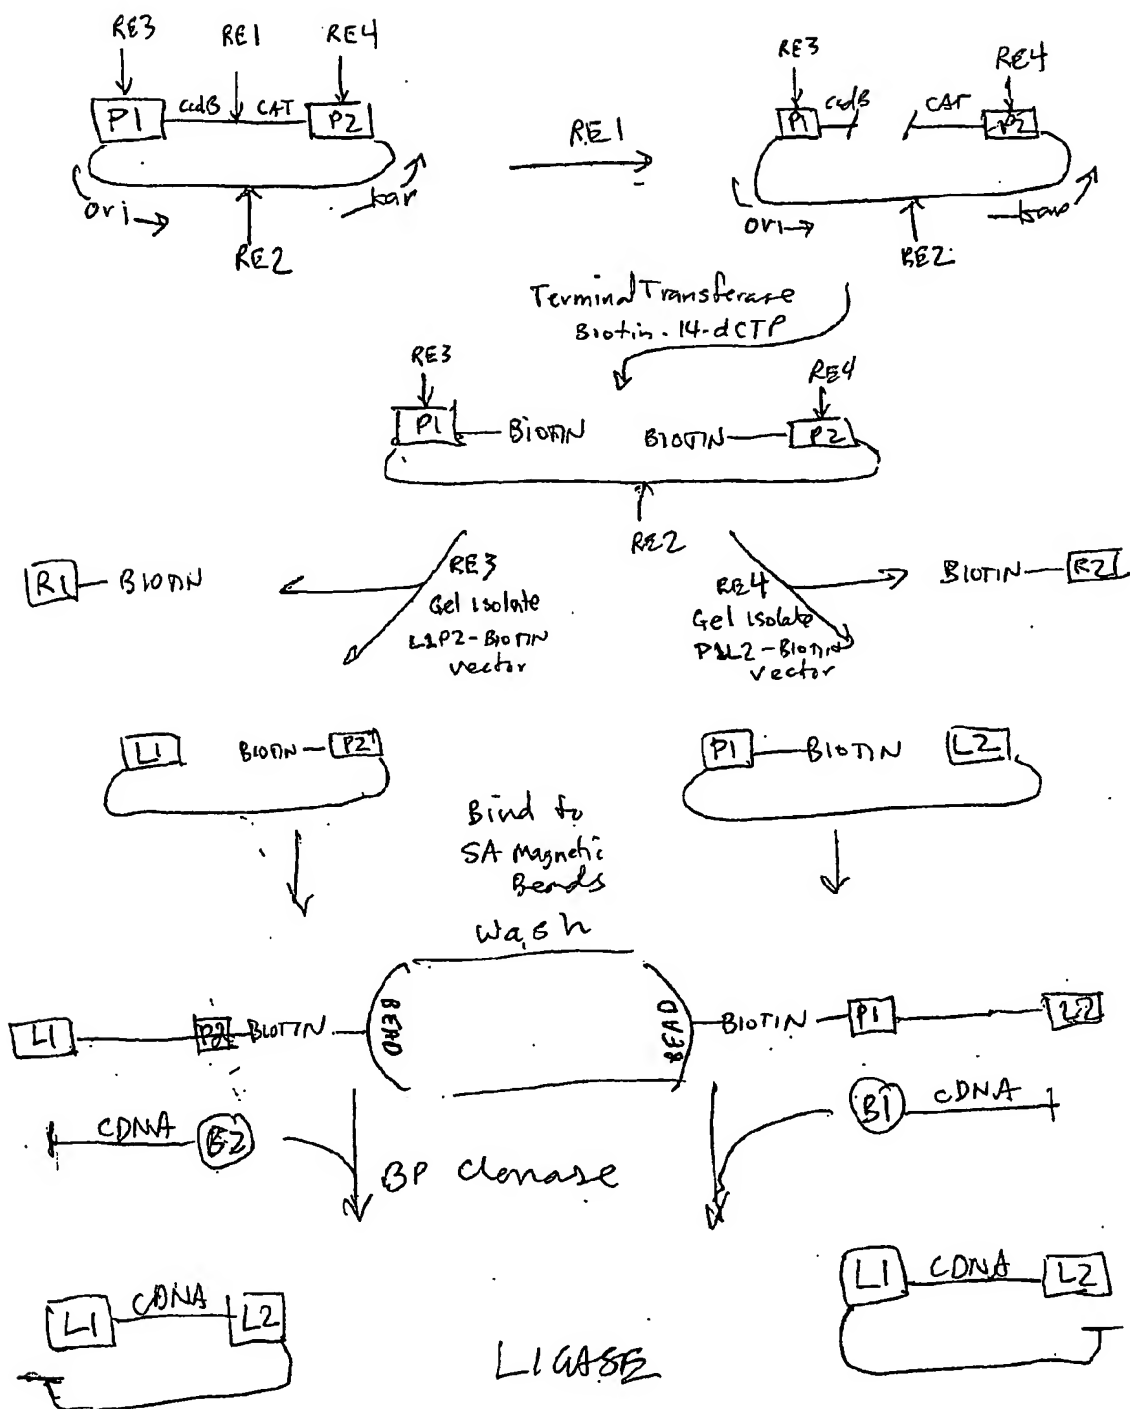 RE3 RE1 RE4
P1 ccdB CAT P2
ori kar
RE2
RE1
RE3 RE4
P1 ccdB CAT P2
ori kan
RE2
Terminal Transferase
Biotin-14-dCTP
RE3 RE4
P1 BIOTIN BIOTIN P2
RE2
R1 BIOTIN
RE3
Gel isolate
L1P2-BIOTIN
vector
RE4
Gel isolate
P1L2-BIOTIN
vector
BIOTIN R2
L1 BIOTIN P2
P1 BIOTIN L2
Bind to
SA Magnetic
Beads
Wash
L1 P2 BIOTIN BEAD
BEAD BIOTIN P1 L2
CDNA B2
B1 CDNA
BP Clonase
L1 CDNA L2
L1 CDNA L2
LIGASE